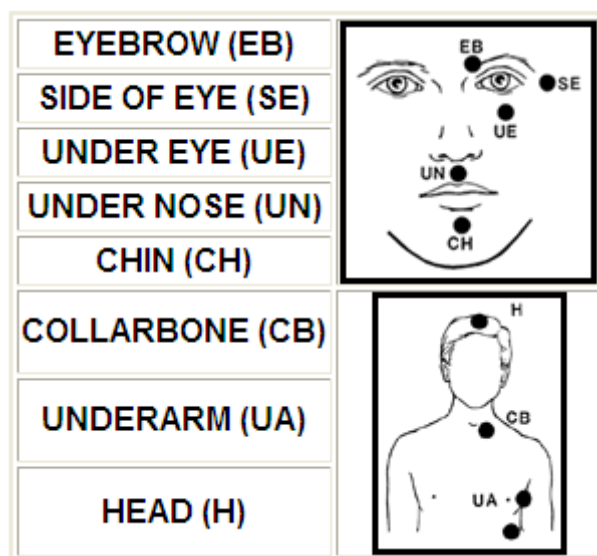 EYEBROW (EB)
SIDE OF EYE (SE)
UNDER EYE (UE)
UNDER NOSE (UN)
CHIN (CH)
COLLARBONE (CB)
UNDERARM (UA)
HEAD (H)
EB
SE
UE
UN
CH
H
CB
UA